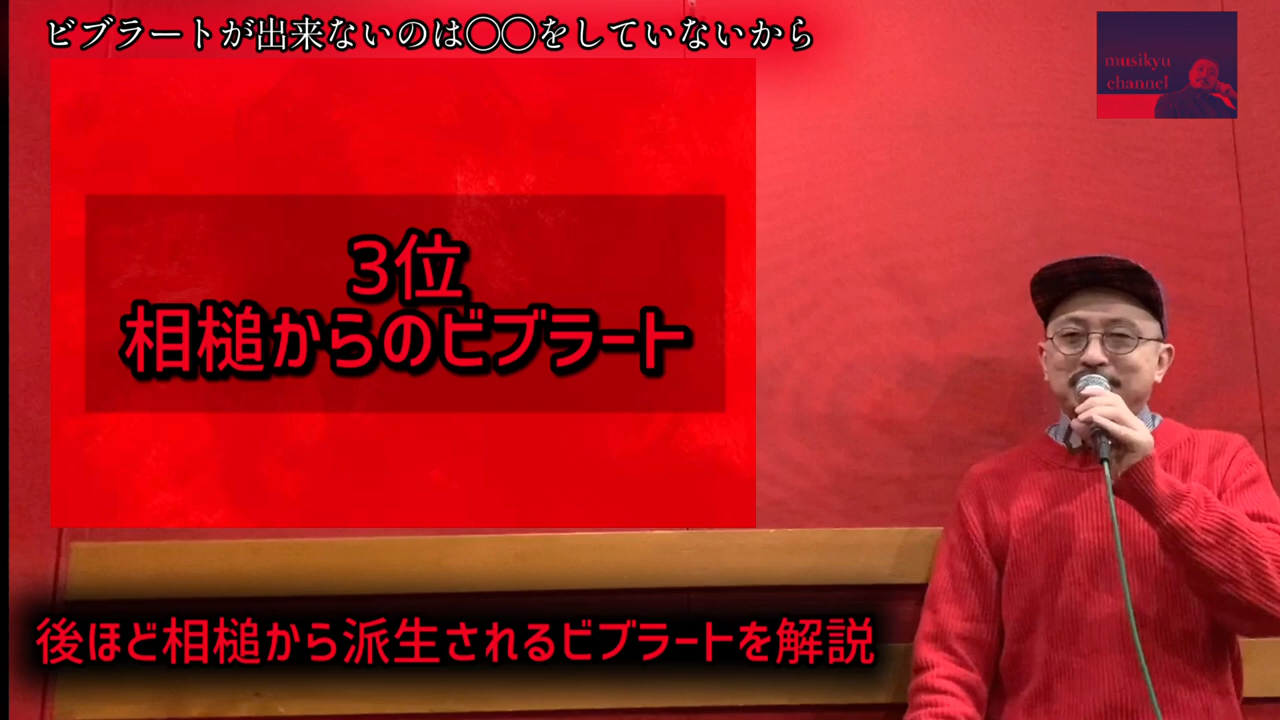 ビブラートが出来ないのは◯◯をしていないから
musikyu
channel
3位
相槌からのビブラート
後ほど相槌から派生されるビブラートを解説